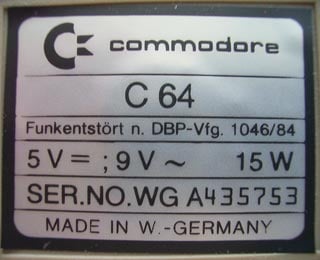 commodore
C 64
Funkentstört n. DBP-Vfg. 1046/84
5 V = ; 9 V ~ 15 W
SER.NO.WG A435753
MADE IN W.-GERMANY